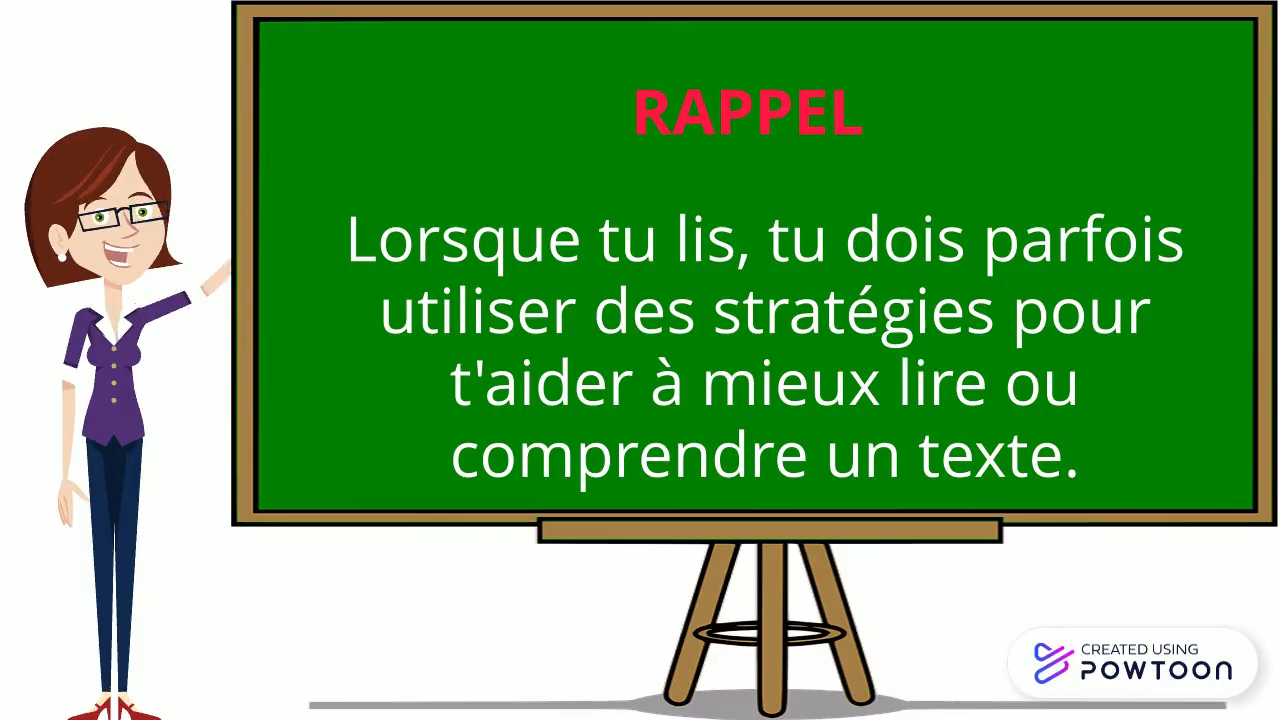 RAPPEL
Lorsque tu lis, tu dois parfois
utiliser des stratégies pour
t'aider à mieux lire ou
comprendre un texte.
CREATED USING
POWTOON